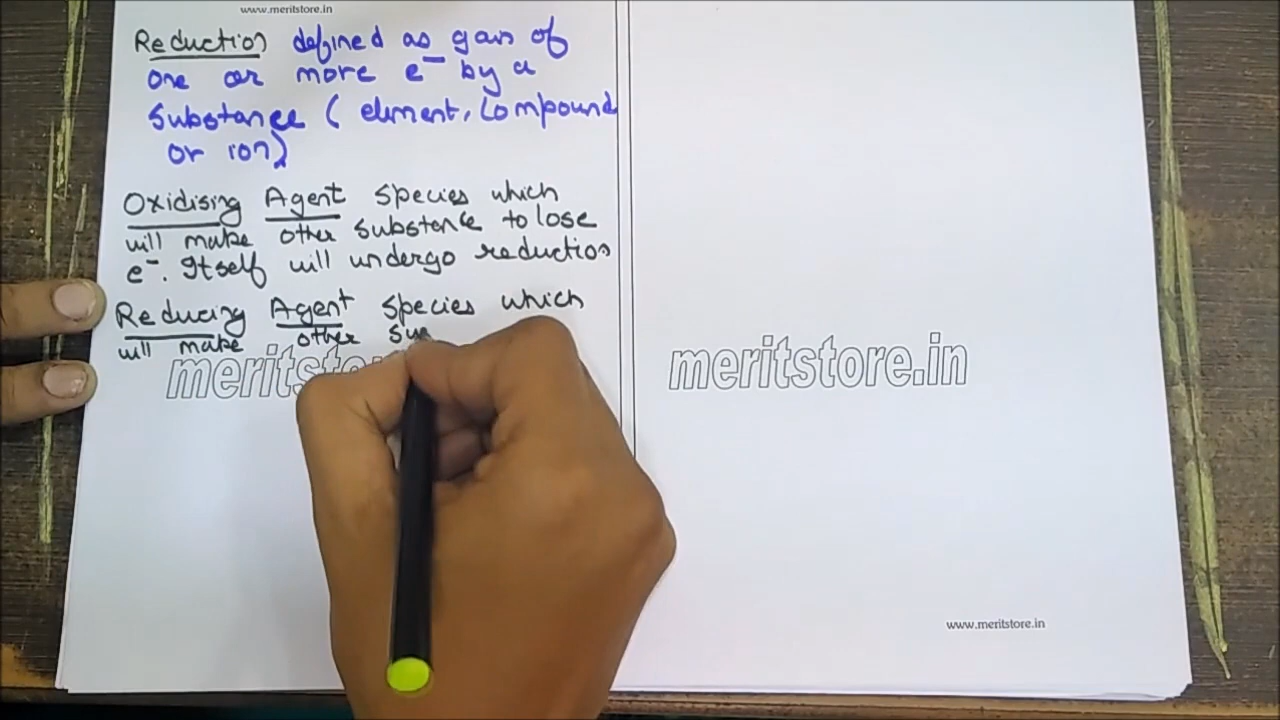 www.meritstore.in
Reduction defined as gain of
one or more e⁻ by a
substance ( element, compound
or ion)
Oxidising Agent species which
will make other substance to lose
e⁻. Itself will undergo reduction
Reducing Agent species which
will make other su
meritsto
meritstore.in
www.meritstore.in